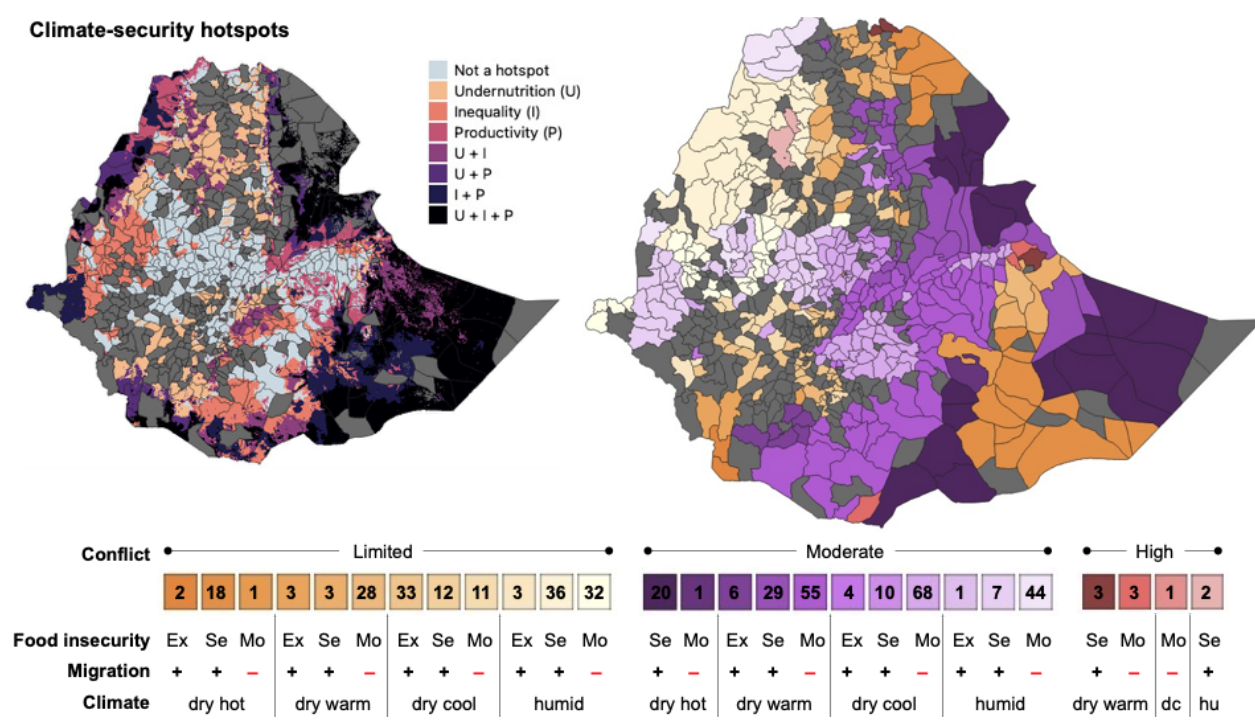 Climate-security hotspots
Not a hotspot
Undernutrition (U)
Inequality (I)
Productivity (P)
U + I
U + P
I + P
U + I + P
Conflict Limited Moderate High
2 18 1 3 3 28 33 12 11 3 36 32 20 1 6 29 55 4 10 68 1 7 44 3 3 1 2
Food insecurity Ex Se Mo Ex Se Mo Ex Se Mo Ex Se Mo Se Mo Ex Se Mo Ex Se Mo Ex Se Mo Se Mo Mo Se
Migration + + − + + − + + − + + − + − + + − + + − + + − + − − +
Climate dry hot dry warm dry cool humid dry hot dry warm dry cool humid dry warm dc hu